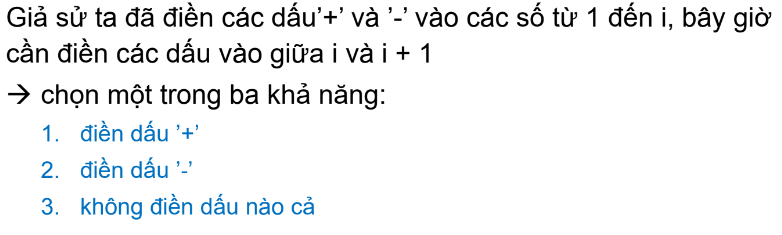 Giả sử ta đã điền các dấu’+’ và ’-’ vào các số từ 1 đến i, bây giờ
cần điền các dấu vào giữa i và i + 1
→ chọn một trong ba khả năng:
1. điền dấu ’+’
2. điền dấu ’-’
3. không điền dấu nào cả